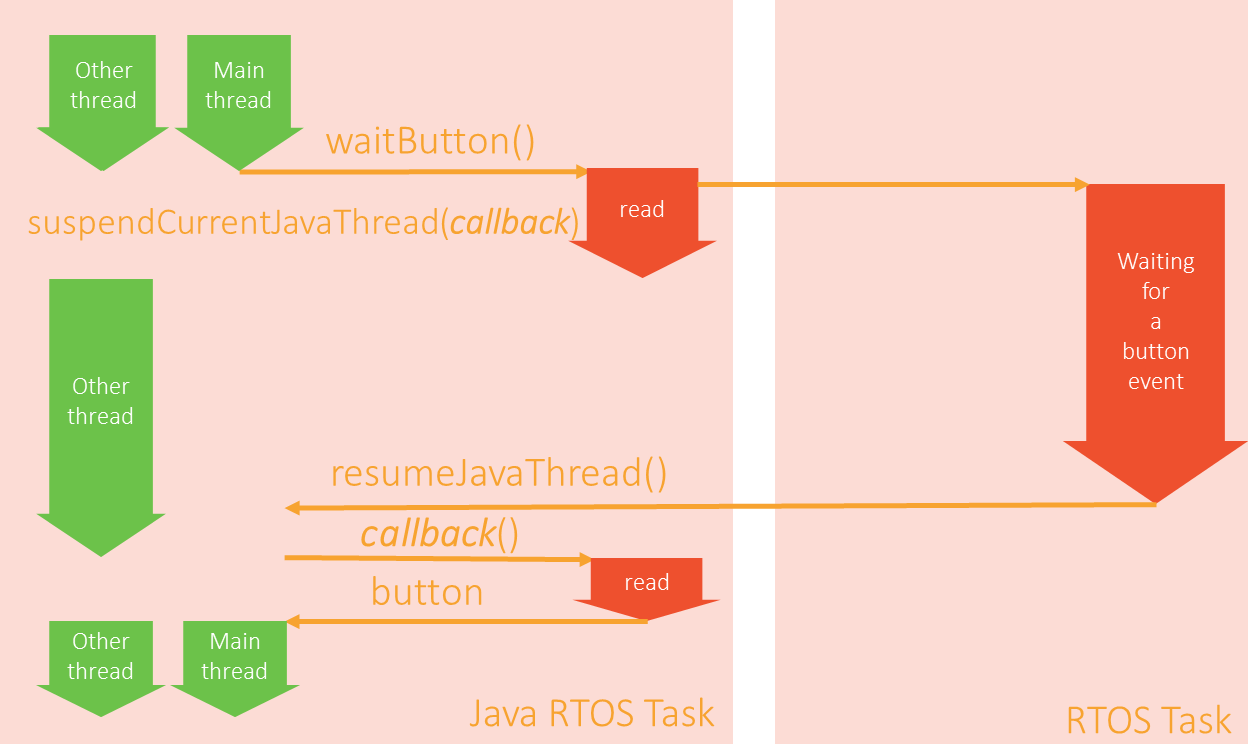 Other
thread
Main
thread
waitButton()
suspendCurrentJavaThread(callback)
read
Waiting
for
a
button
event
Other
thread
resumeJavaThread()
callback()
read
button
Other
thread
Main
thread
Java RTOS Task
RTOS Task